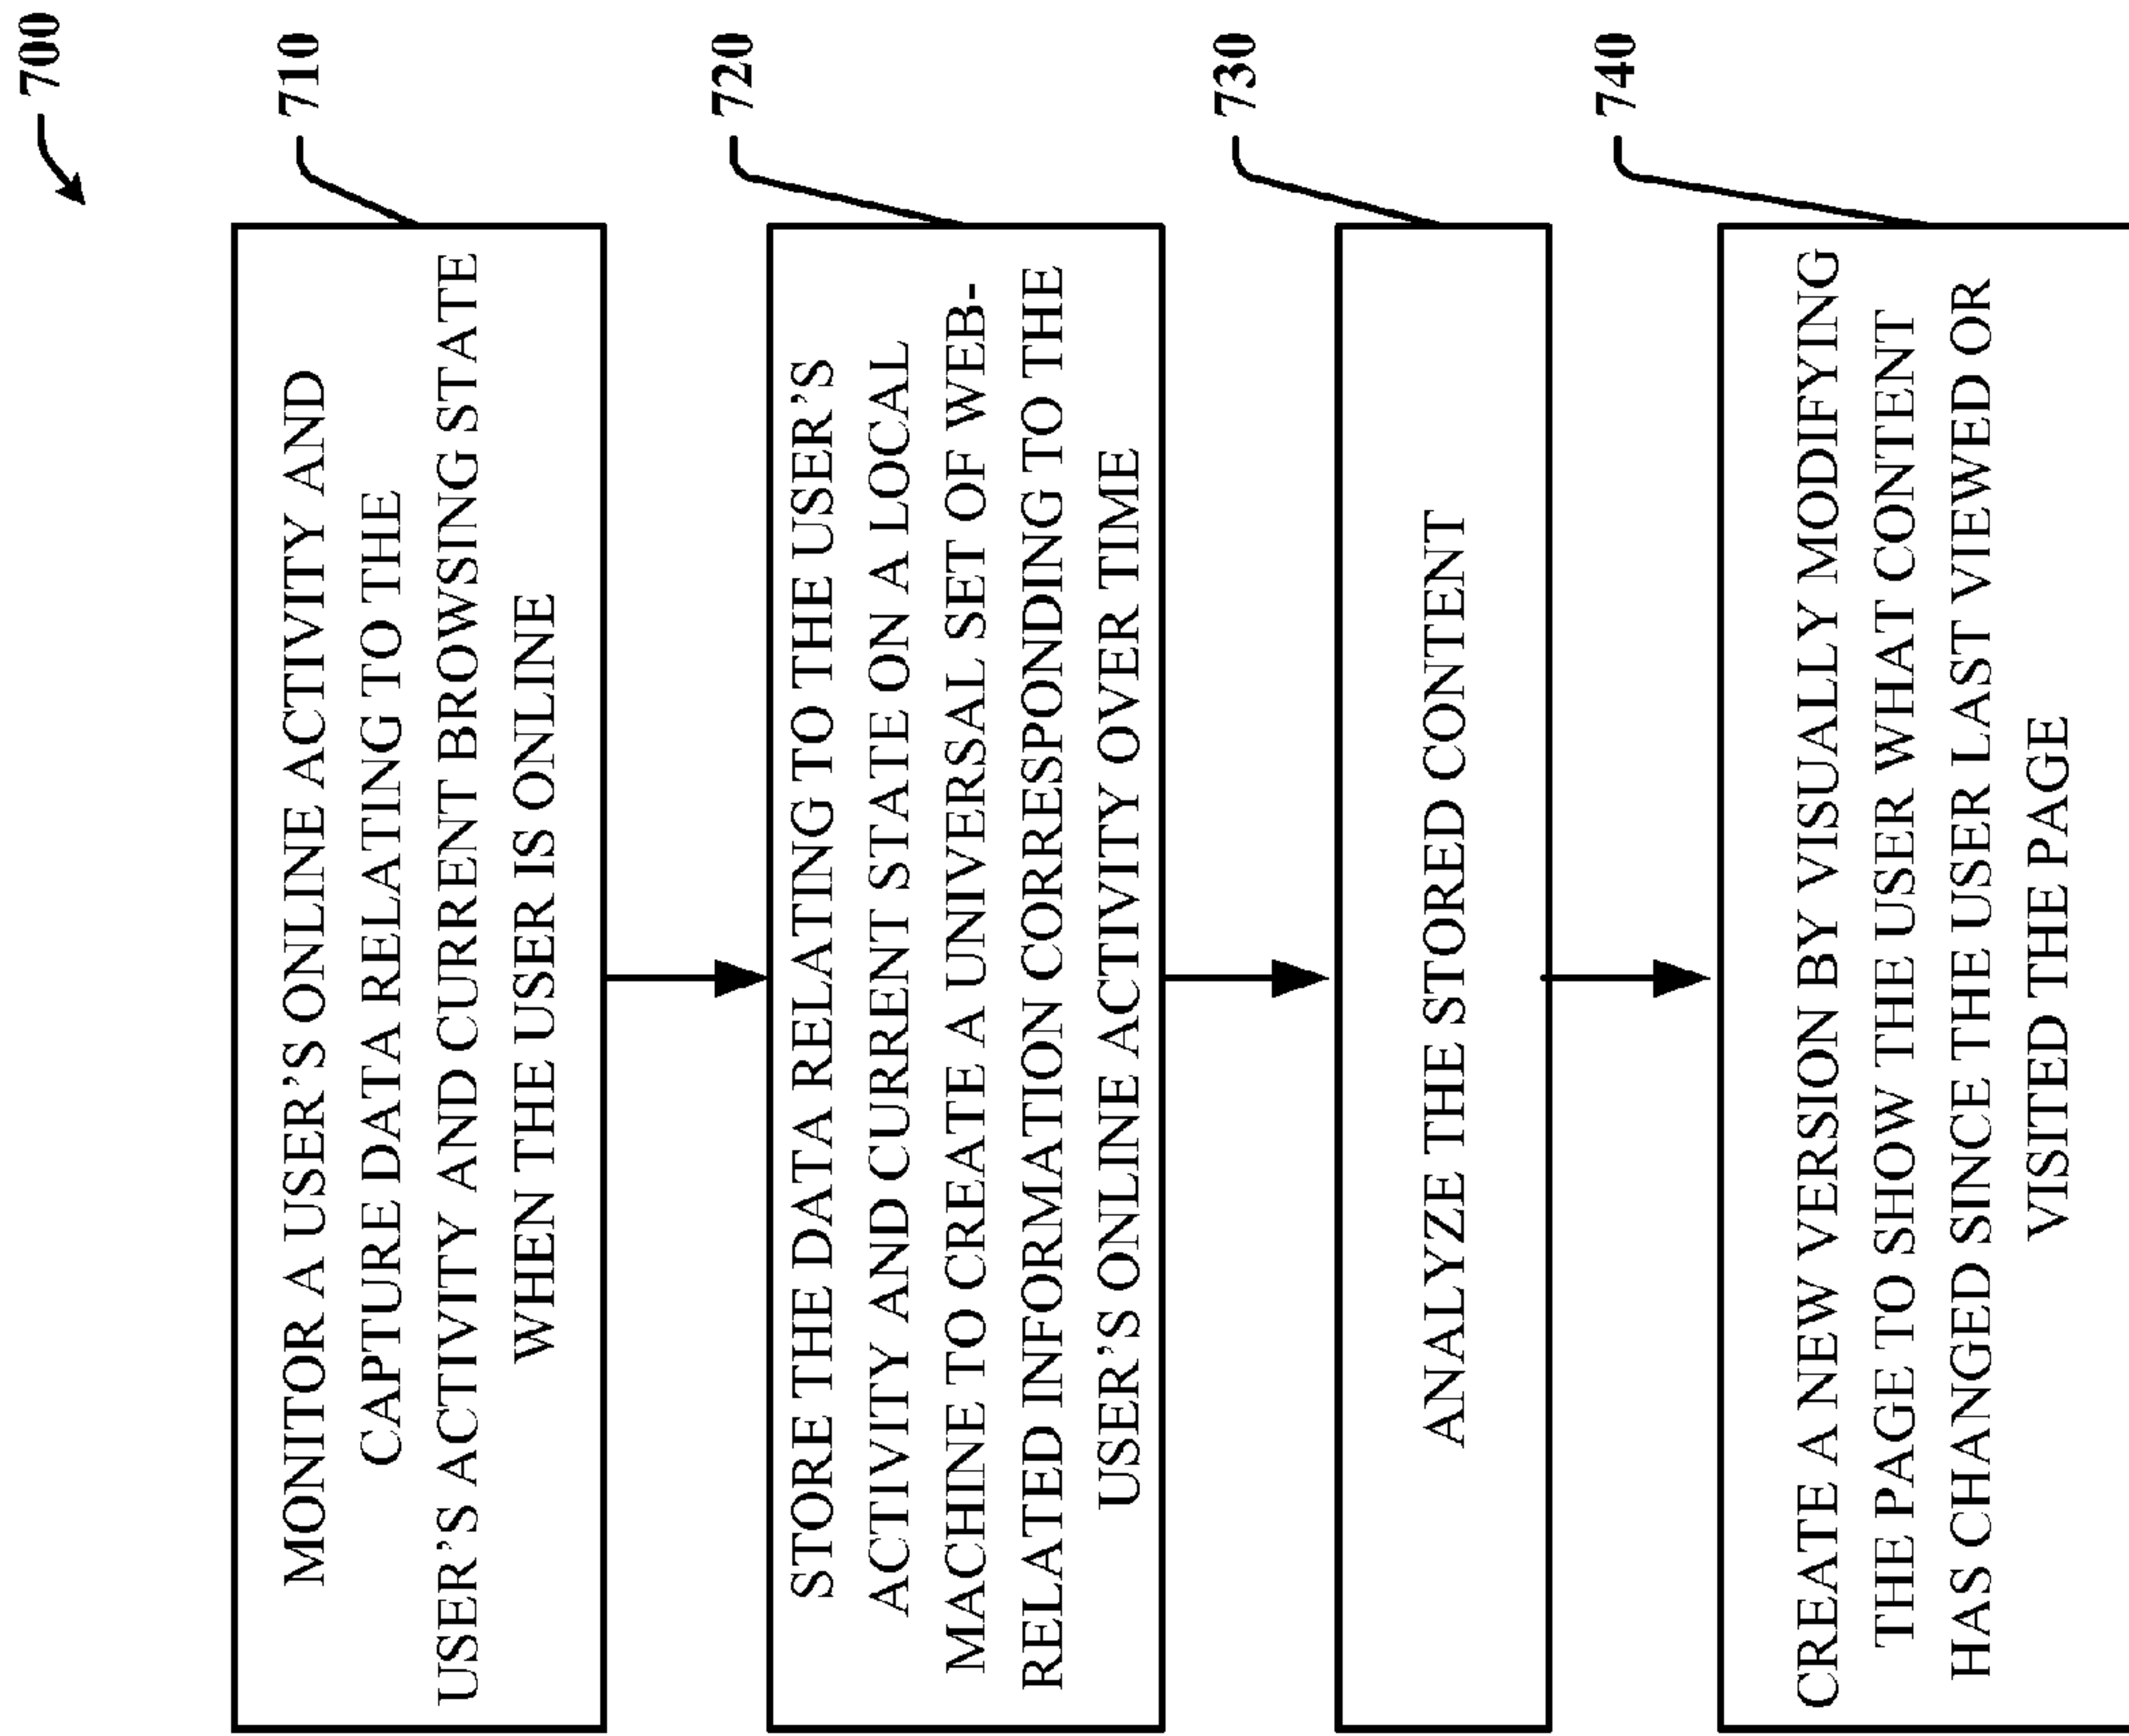 700
710
MONITOR A USER'S ONLINE ACTIVITY AND
CAPTURE DATA RELATING TO THE
USER'S ACTIVITY AND CURRENT BROWSING STATE
WHEN THE USER IS ONLINE
720
STORE THE DATA RELATING TO THE USER'S
ACTIVITY AND CURRENT STATE ON A LOCAL
MACHINE TO CREATE A UNIVERSAL SET OF WEB-
RELATED INFORMATION CORRESPONDING TO THE
USER'S ONLINE ACTIVITY OVER TIME
730
ANALYZE THE STORED CONTENT
740
CREATE A NEW VERSION BY VISUALLY MODIFYING
THE PAGE TO SHOW THE USER WHAT CONTENT
HAS CHANGED SINCE THE USER LAST VIEWED OR
VISITED THE PAGE